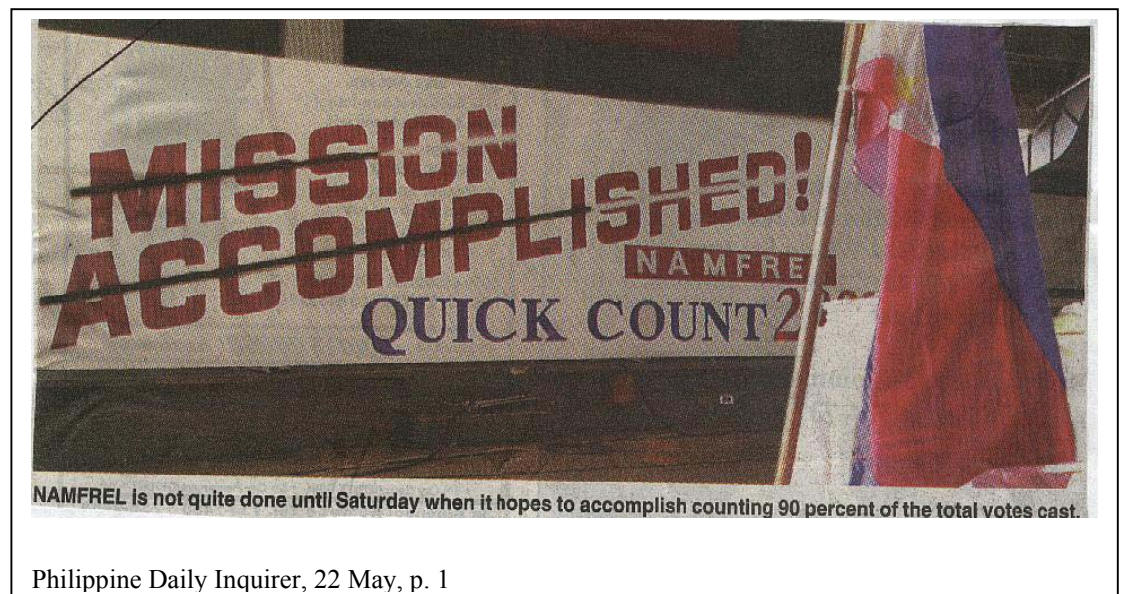 MISSION
ACCOMPLISHED!
NAMFREL
QUICK COUNT
NAMFREL is not quite done until Saturday when it hopes to accomplish counting 90 percent of the total votes cast.
Philippine Daily Inquirer, 22 May, p. 1